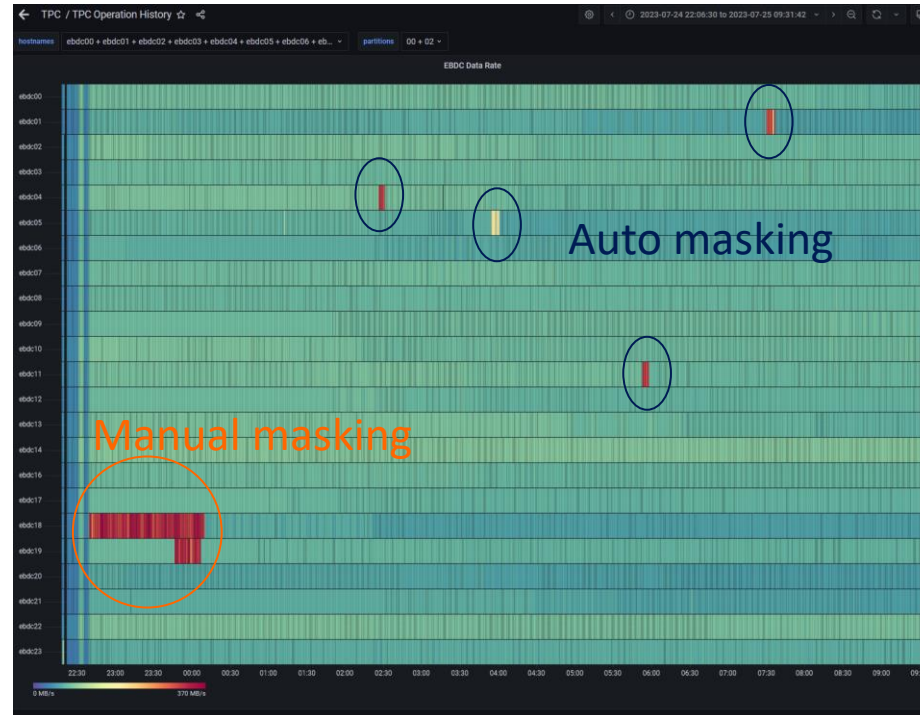 TPC / TPC Operation History
2023-07-24 22:06:30 to 2023-07-25 09:31:42
hostnames ebdc00 + ebdc01 + ebdc02 + ebdc03 + ebdc04 + ebdc05 + ebdc06 + eb... partitions 00 + 02
EBDC Data Rate
ebdc00
ebdc01
ebdc02
ebdc03
ebdc04
ebdc05
Auto masking
ebdc06
ebdc07
ebdc08
ebdc09
ebdc10
ebdc11
ebdc12
ebdc13
Manual masking
ebdc14
ebdc16
ebdc17
ebdc18
ebdc19
ebdc20
ebdc21
ebdc22
ebdc23
22:30 23:00 23:30 00:00 00:30 01:00 01:30 02:00 02:30 03:00 03:30 04:00 04:30 05:00 05:30 06:00 06:30 07:00 07:30 08:00 08:30 09:00 09:
0 MB/s 370 MB/s